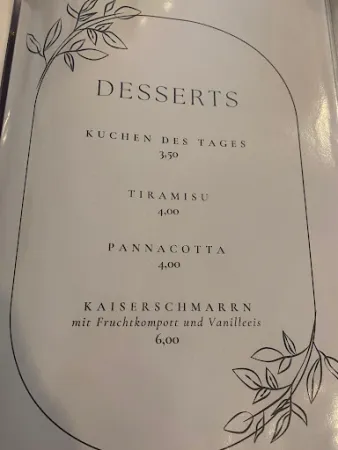 DESSERTS
KUCHEN DES TAGES
3,50
TIRAMISU
4,00
PANNACOTTA
4,00
KAISERSCHMARRN
mit Fruchtkompott und Vanilleeis
6,00